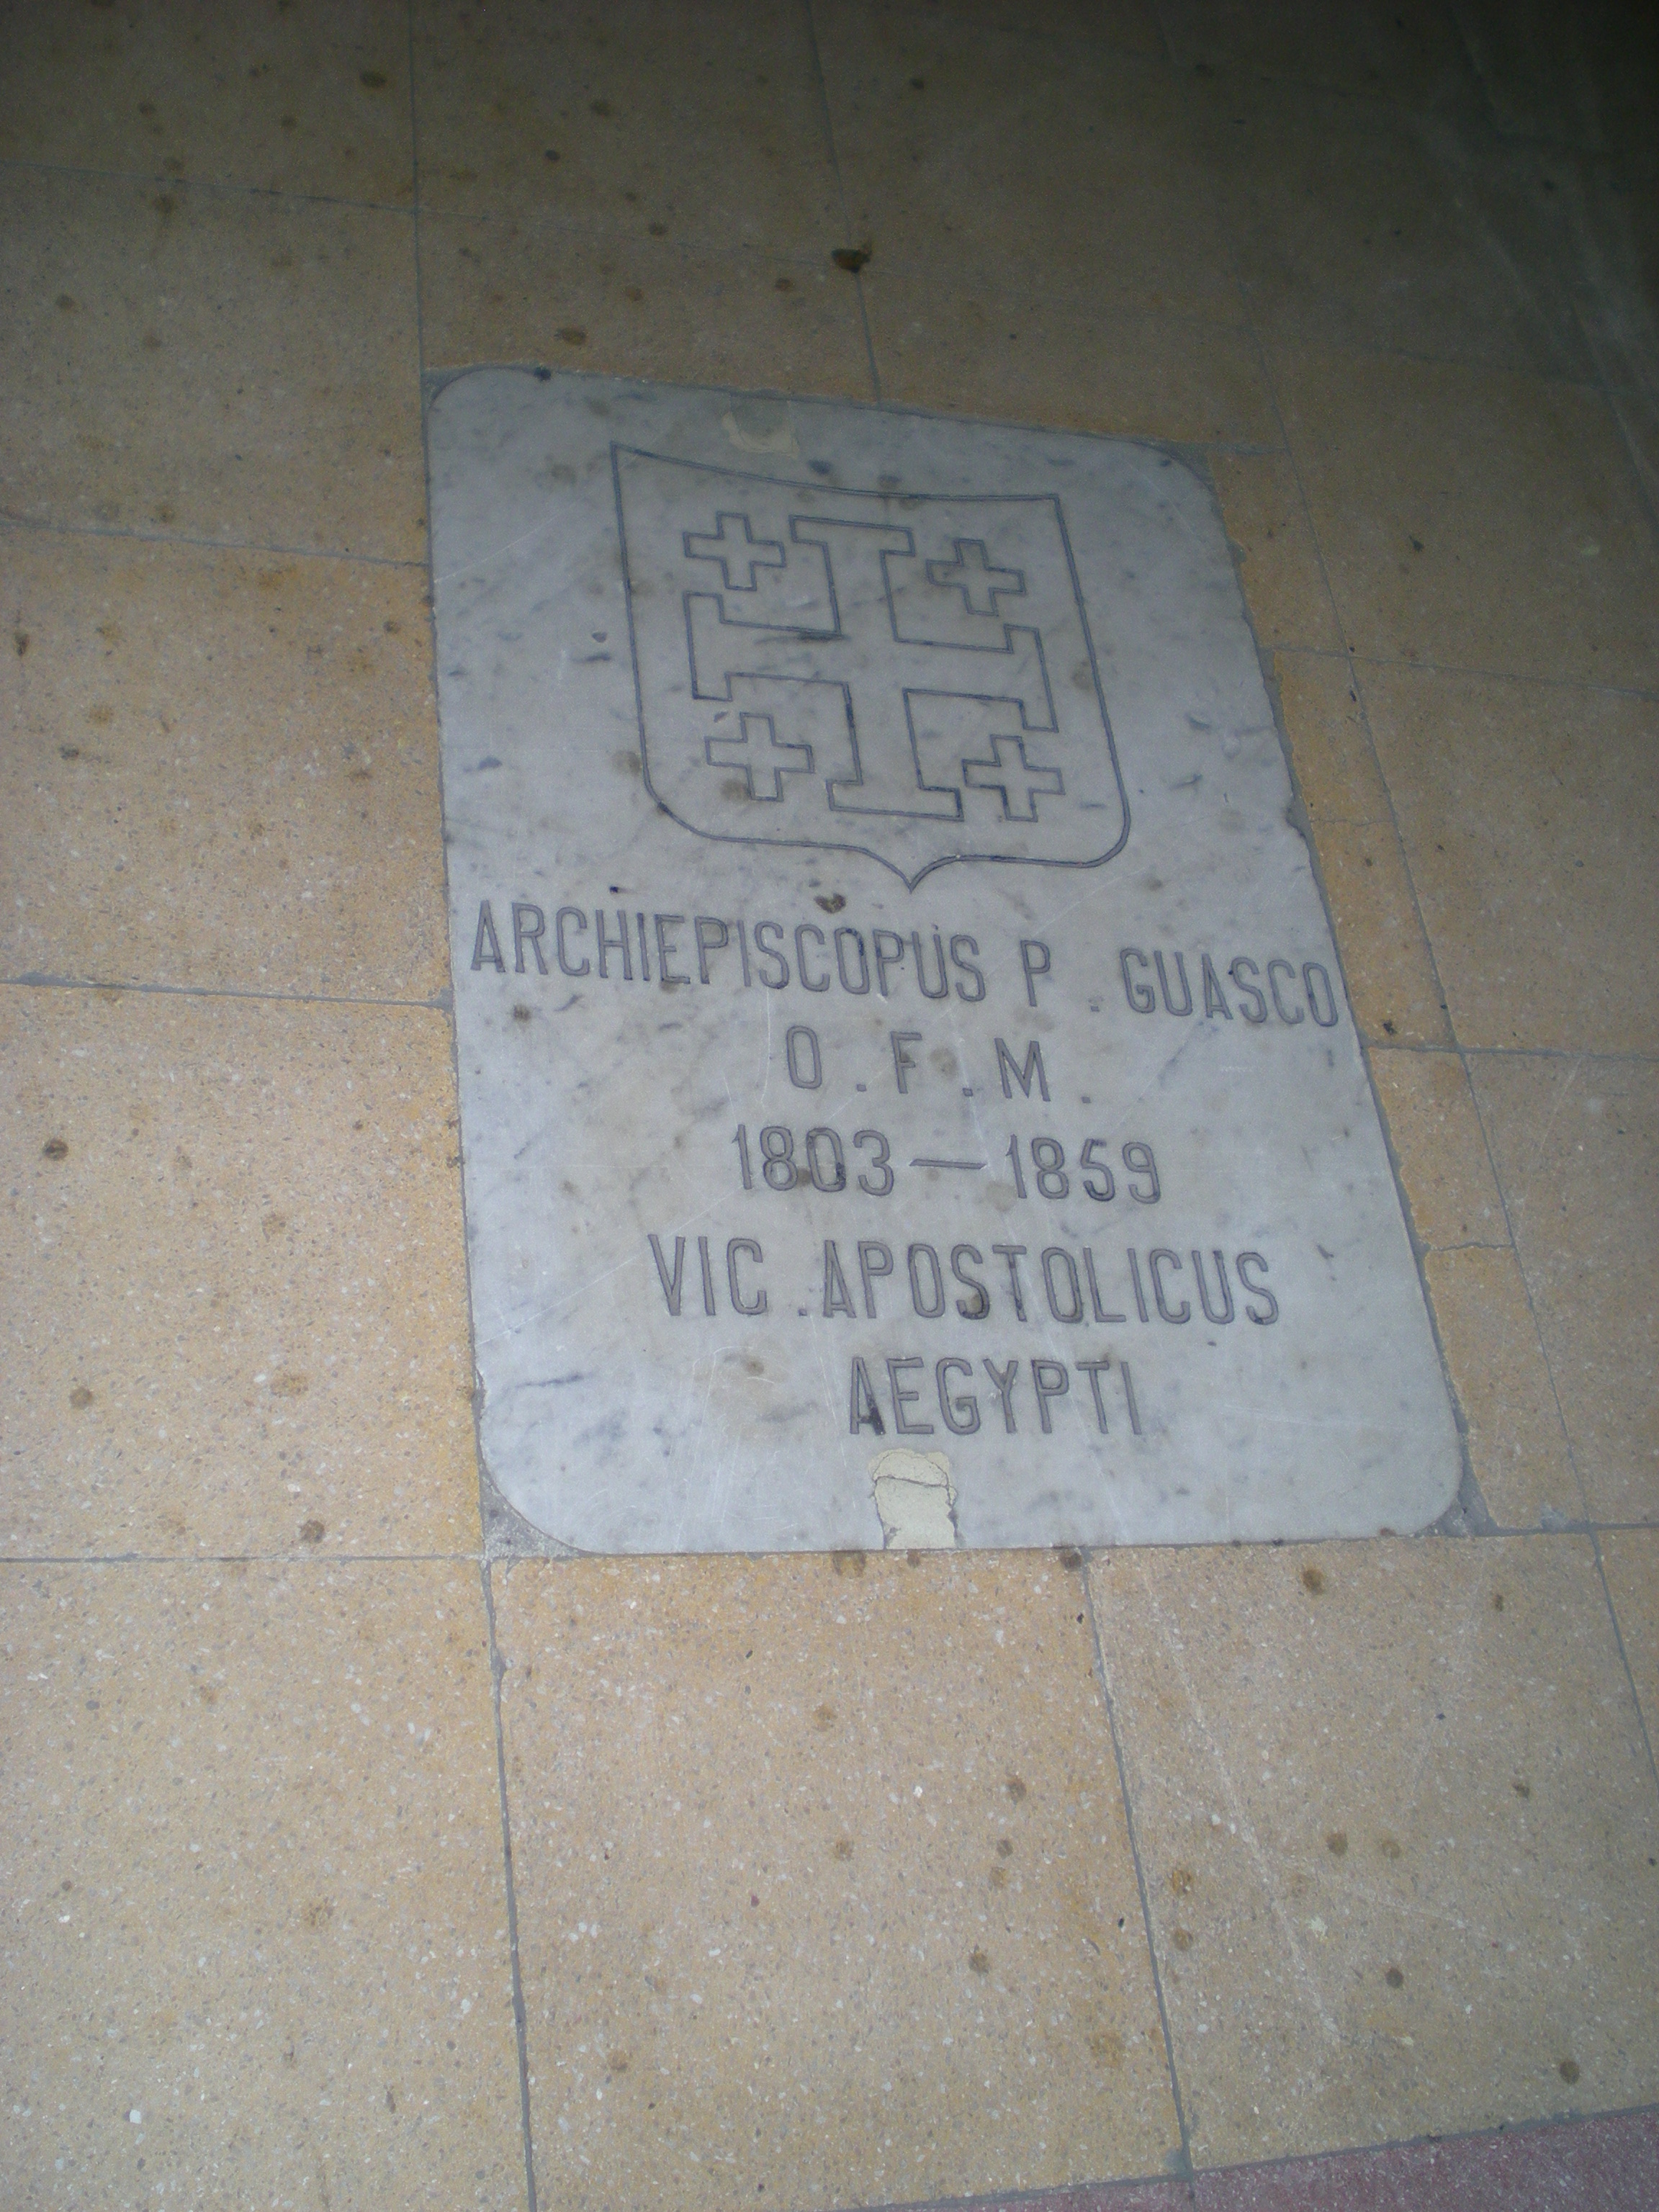 ARCHIEPISCOPUS P . GUASCO
O . F . M .
1803 — 1859
VIC . APOSTOLICUS
AEGYPTI